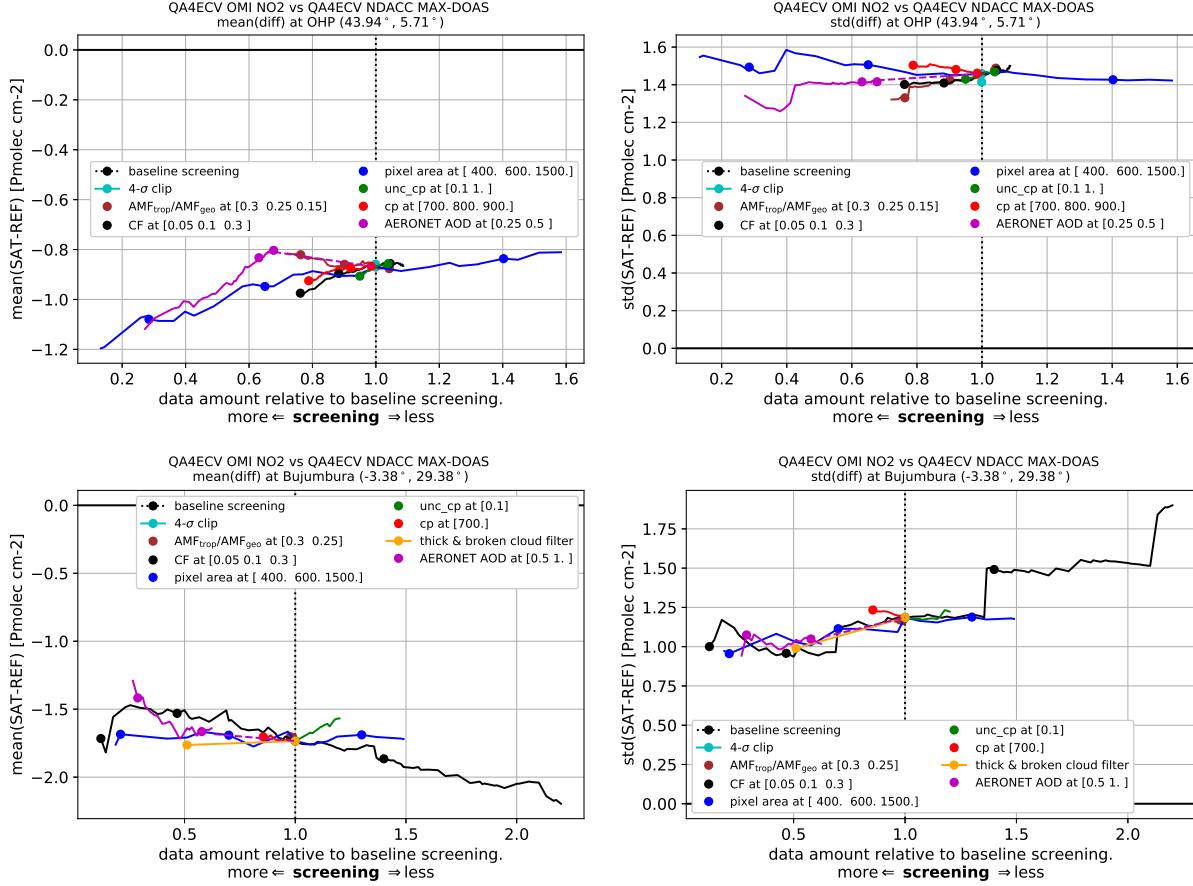 QA4ECV OMI NO2 vs QA4ECV NDACC MAX-DOAS
mean(diff) at OHP (43.94°, 5.71°)
mean(SAT-REF) [Pmolec cm-2]
0.0
−0.2
−0.4
−0.6
−0.8
−1.0
−1.2
baseline screening
4-σ clip
AMFtrop/AMFgeo at [0.3 0.25 0.15]
CF at [0.05 0.1 0.3 ]
pixel area at [ 400. 600. 1500.]
unc_cp at [0.1 1. ]
cp at [700. 800. 900.]
AERONET AOD at [0.25 0.5 ]
0.2 0.4 0.6 0.8 1.0 1.2 1.4 1.6
data amount relative to baseline screening.
more⇐ screening ⇒less
QA4ECV OMI NO2 vs QA4ECV NDACC MAX-DOAS
std(diff) at OHP (43.94°, 5.71°)
std(SAT-REF) [Pmolec cm-2]
1.6
1.4
1.2
1.0
0.8
0.6
0.4
0.2
0.0
baseline screening
4-σ clip
AMFtrop/AMFgeo at [0.3 0.25 0.15]
CF at [0.05 0.1 0.3 ]
pixel area at [ 400. 600. 1500.]
unc_cp at [0.1 1. ]
cp at [700. 800. 900.]
AERONET AOD at [0.25 0.5 ]
0.2 0.4 0.6 0.8 1.0 1.2 1.4 1.6
data amount relative to baseline screening.
more⇐ screening ⇒less
QA4ECV OMI NO2 vs QA4ECV NDACC MAX-DOAS
mean(diff) at Bujumbura (-3.38°, 29.38°)
mean(SAT-REF) [Pmolec cm-2]
0.0
−0.5
−1.0
−1.5
−2.0
baseline screening
4-σ clip
AMFtrop/AMFgeo at [0.3 0.25]
CF at [0.05 0.1 0.3 ]
pixel area at [ 400. 600. 1500.]
unc_cp at [0.1]
cp at [700.]
thick & broken cloud filter
AERONET AOD at [0.5 1. ]
0.5 1.0 1.5 2.0
data amount relative to baseline screening.
more⇐ screening ⇒less
QA4ECV OMI NO2 vs QA4ECV NDACC MAX-DOAS
std(diff) at Bujumbura (-3.38°, 29.38°)
std(SAT-REF) [Pmolec cm-2]
1.75
1.50
1.25
1.00
0.75
0.50
0.25
0.00
baseline screening
4-σ clip
AMFtrop/AMFgeo at [0.3 0.25]
CF at [0.05 0.1 0.3 ]
pixel area at [ 400. 600. 1500.]
unc_cp at [0.1]
cp at [700.]
thick & broken cloud filter
AERONET AOD at [0.5 1. ]
0.5 1.0 1.5 2.0
data amount relative to baseline screening.
more⇐ screening ⇒less